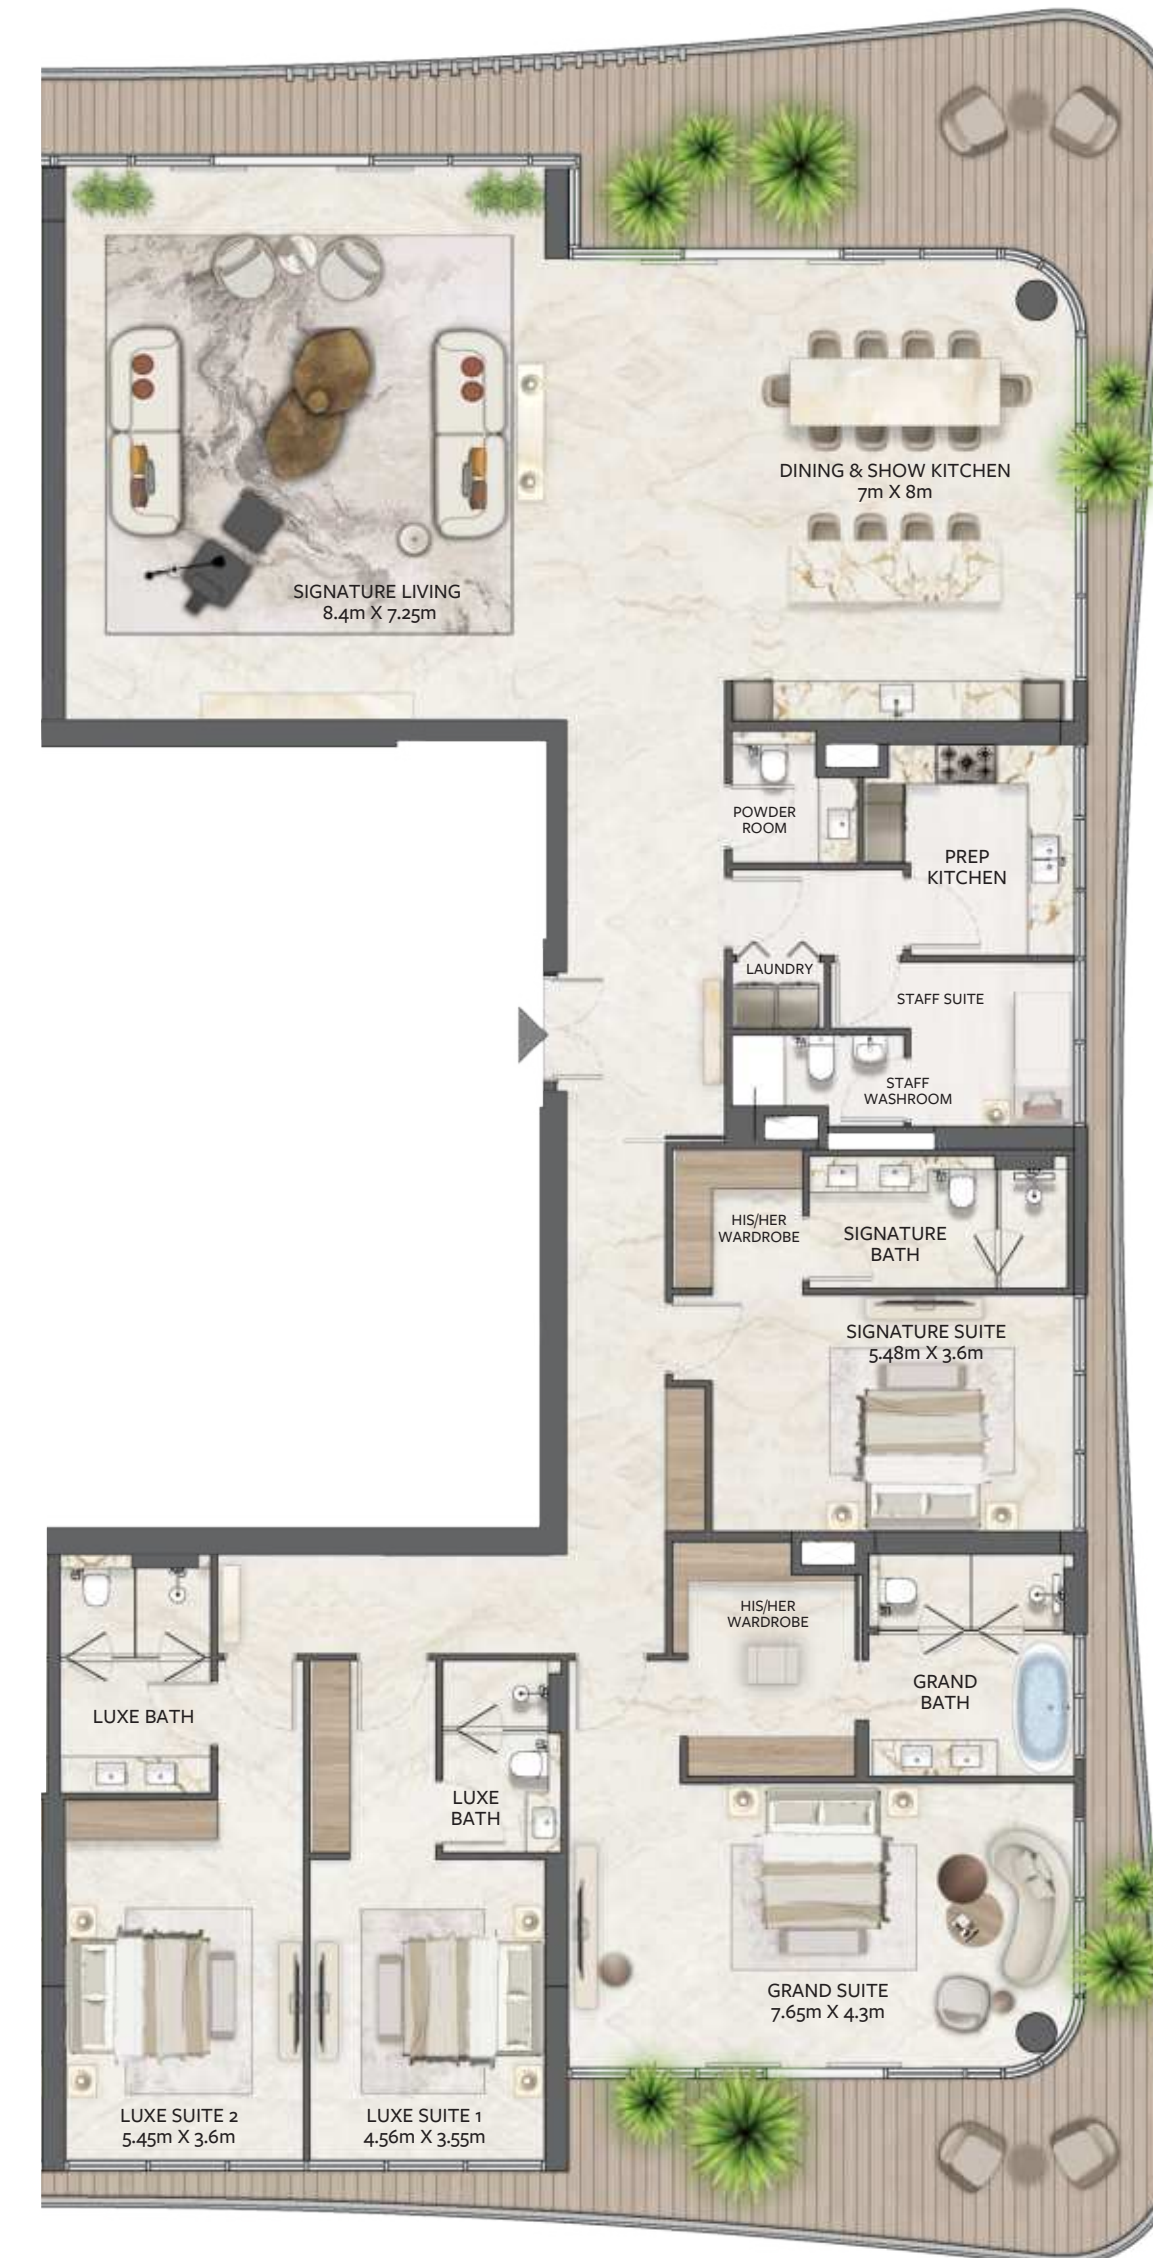 DINING & SHOW KITCHEN
7m X 8m
SIGNATURE LIVING
8.4m X 7.25m
POWDER
ROOM
PREP
KITCHEN
LAUNDRY
STAFF SUITE
STAFF
WASHROOM
HIS/HER
WARDROBE
SIGNATURE
BATH
SIGNATURE SUITE
5.48m X 3.6m
HIS/HER
WARDROBE
GRAND
BATH
LUXE BATH
LUXE
BATH
GRAND SUITE
7.65m X 4.3m
LUXE SUITE 2
5.45m X 3.6m
LUXE SUITE 1
4.56m X 3.55m